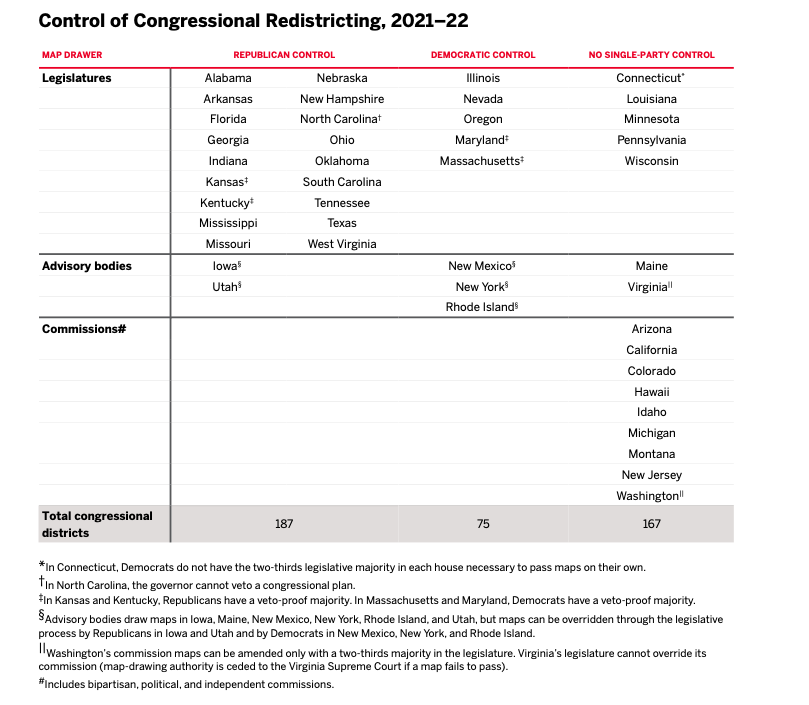 Control of Congressional Redistricting, 2021–22
MAP DRAWER REPUBLICAN CONTROL DEMOCRATIC CONTROL NO SINGLE-PARTY CONTROL
Legislatures Alabama Nebraska Illinois Connecticut*
Arkansas New Hampshire Nevada Louisiana
Florida North Carolina† Oregon Minnesota
Georgia Ohio Maryland‡ Pennsylvania
Indiana Oklahoma Massachusetts‡ Wisconsin
Kansas‡ South Carolina
Kentucky‡ Tennessee
Mississippi Texas
Missouri West Virginia
Advisory bodies Iowa§ New Mexico§ Maine
Utah§ New York§ Virginia||
Rhode Island§
Commissions# Arizona
California
Colorado
Hawaii
Idaho
Michigan
Montana
New Jersey
Washington||
Total congressional
districts 187 75 167
*In Connecticut, Democrats do not have the two-thirds legislative majority in each house necessary to pass maps on their own.
†In North Carolina, the governor cannot veto a congressional plan.
‡In Kansas and Kentucky, Republicans have a veto-proof majority. In Massachusetts and Maryland, Democrats have a veto-proof majority.
§Advisory bodies draw maps in Iowa, Maine, New Mexico, New York, Rhode Island, and Utah, but maps can be overridden through the legislative
process by Republicans in Iowa and Utah and by Democrats in New Mexico, New York, and Rhode Island.
||Washington's commission maps can be amended only with a two-thirds majority in the legislature. Virginia's legislature cannot override its
commission (map-drawing authority is ceded to the Virginia Supreme Court if a map fails to pass).
#Includes bipartisan, political, and independent commissions.